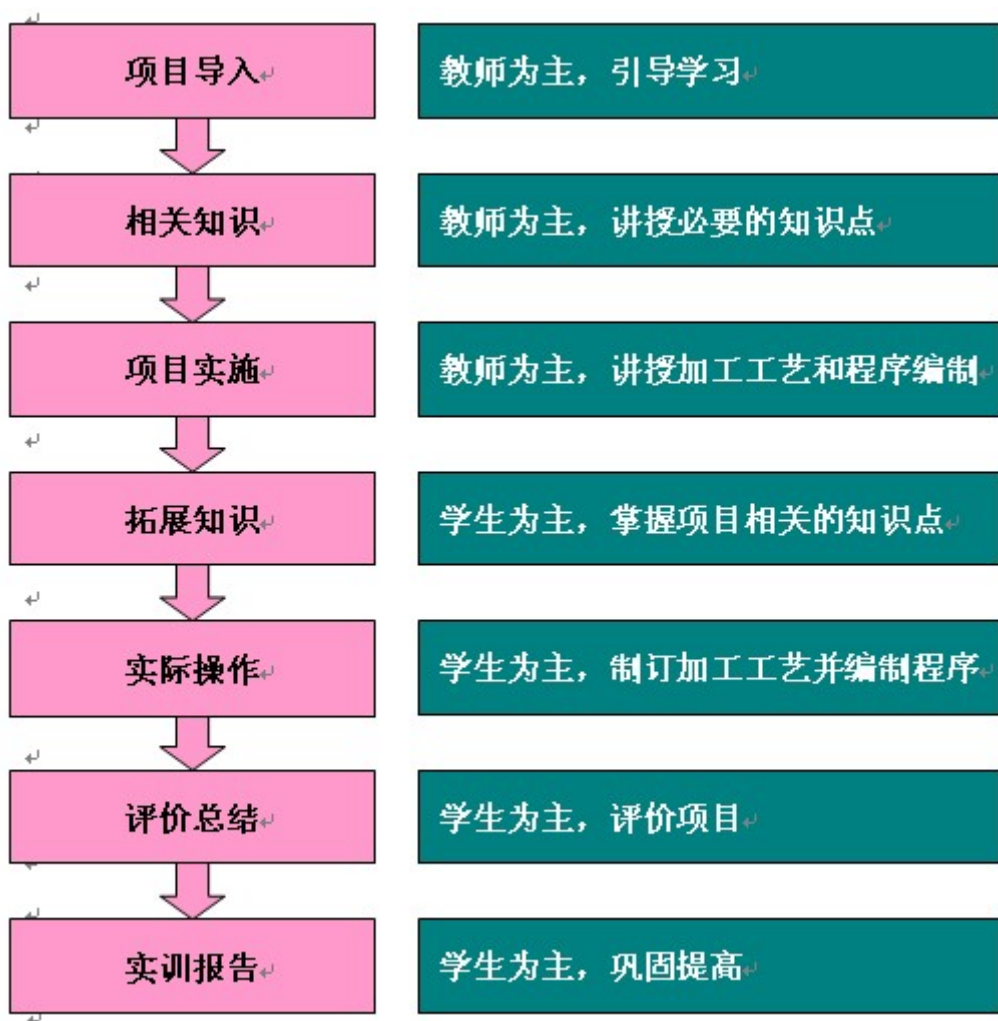 项目导入
教师为主，引导学习
相关知识
教师为主，讲授必要的知识点
项目实施
教师为主，讲授加工工艺和程序编制
拓展知识
学生为主，掌握项目相关的知识点
实际操作
学生为主，制订加工工艺并编制程序
评价总结
学生为主，评价项目
实训报告
学生为主，巩固提高